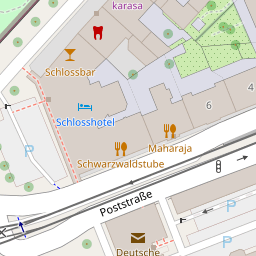 karasa
Schlossbar
4
6
Schlosshotel
Maharaja
P
Schwarzwaldstube
Poststraße
P
P
Deutsche